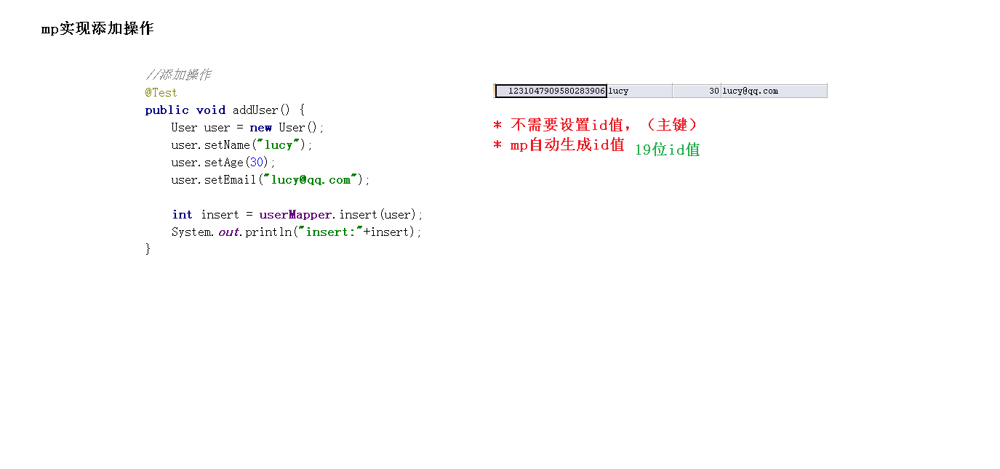 mp实现添加操作
//添加操作
@Test
public void addUser() {
User user = new User();
user.setName("lucy");
user.setAge(30);
user.setEmail("lucy@qq.com");
int insert = userMapper.insert(user);
System.out.println("insert:"+insert);
}
1231047909580283906 lucy 30 lucy@qq.com
* 不需要设置id值，（主键）
* mp自动生成id值 19位id值